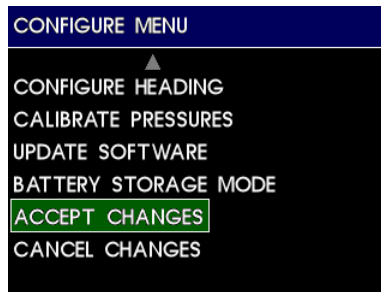 CONFIGURE MENU
CONFIGURE HEADING
CALIBRATE PRESSURES
UPDATE SOFTWARE
BATTERY STORAGE MODE
ACCEPT CHANGES
CANCEL CHANGES